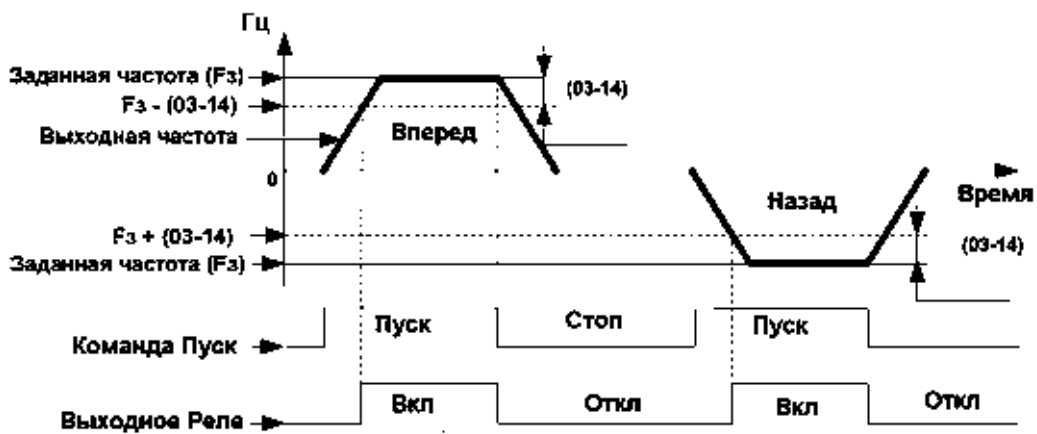 Гц
Заданная частота (Fз)
(03-14)
Fз - (03-14)
Выходная частота
Вперед
0
Назад
Время
Fз + (03-14)
(03-14)
Заданная частота (Fз)
Пуск
Стоп
Пуск
Команда Пуск
Вкл
Откл
Вкл
Откл
Выходное Реле